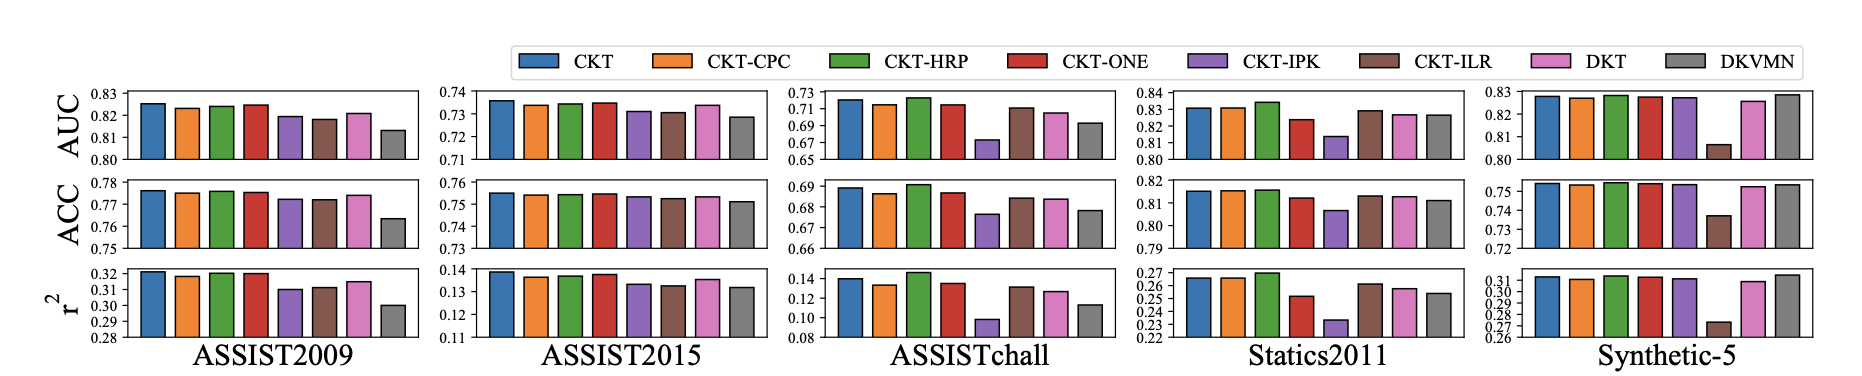 CKT CKT-CPC CKT-HRP CKT-ONE CKT-IPK CKT-ILR DKT DKVMN
AUC
0.83 0.82 0.81 0.80
0.74 0.73 0.72 0.71
0.73 0.71 0.69 0.67 0.65
0.84 0.83 0.82 0.81 0.80
0.83 0.82 0.81 0.80
ACC
0.78 0.77 0.76 0.75
0.76 0.75 0.74 0.73
0.69 0.68 0.67 0.66
0.82 0.81 0.80 0.79
0.75 0.74 0.73 0.72
r²
0.32 0.31 0.30 0.29 0.28
0.14 0.13 0.12 0.11
0.14 0.12 0.10 0.08
0.27 0.26 0.25 0.24 0.23 0.22
0.31 0.30 0.29 0.28 0.27 0.26
ASSIST2009 ASSIST2015 ASSISTchall Statics2011 Synthetic-5